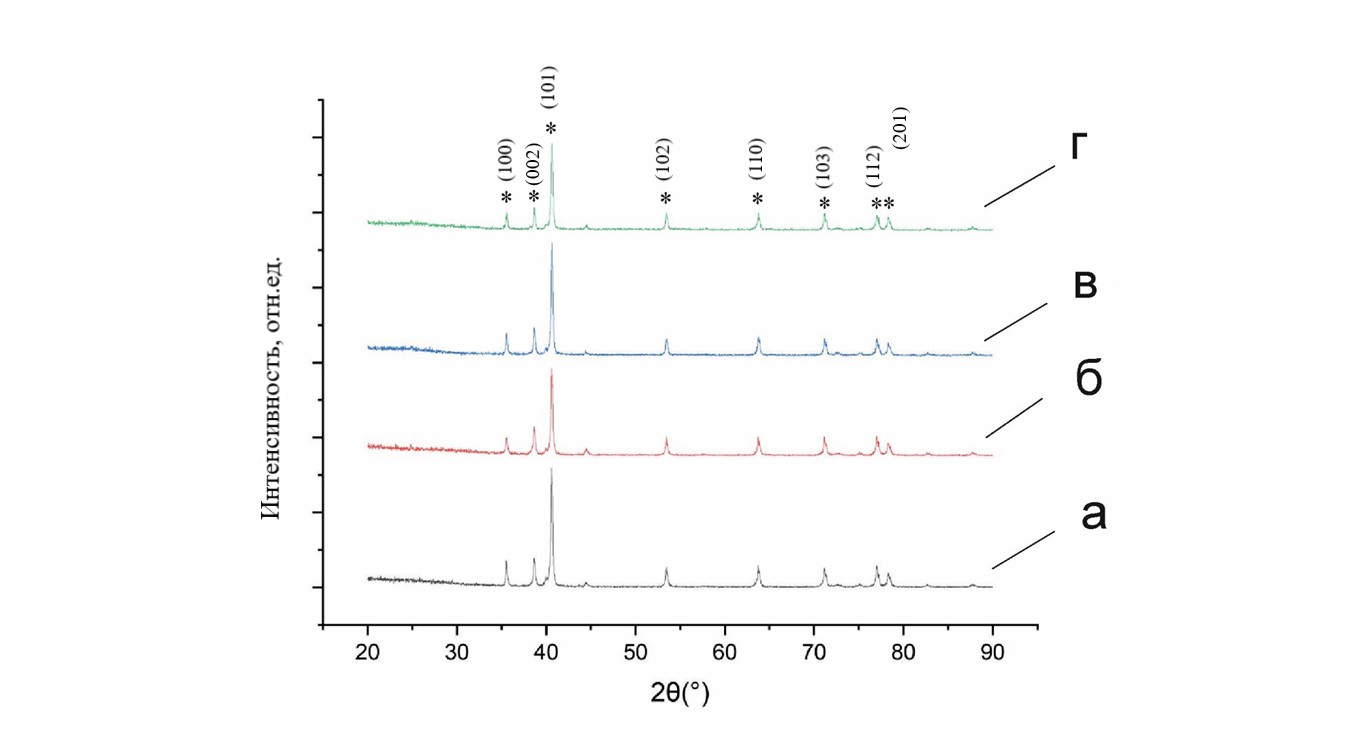 (101)
(201)
(100)
(002)
(102)
(110)
(103)
(112)
* * * * * * * *
г
в
б
а
Интенсивность, отн.ед.
20 30 40 50 60 70 80 90
2θ(°)